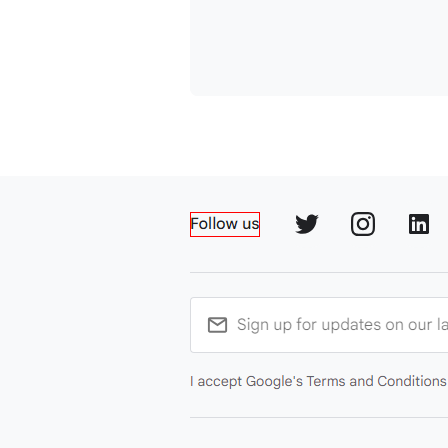 Follow us
Sign up for updates on our la
I accept Google's Terms and Conditions